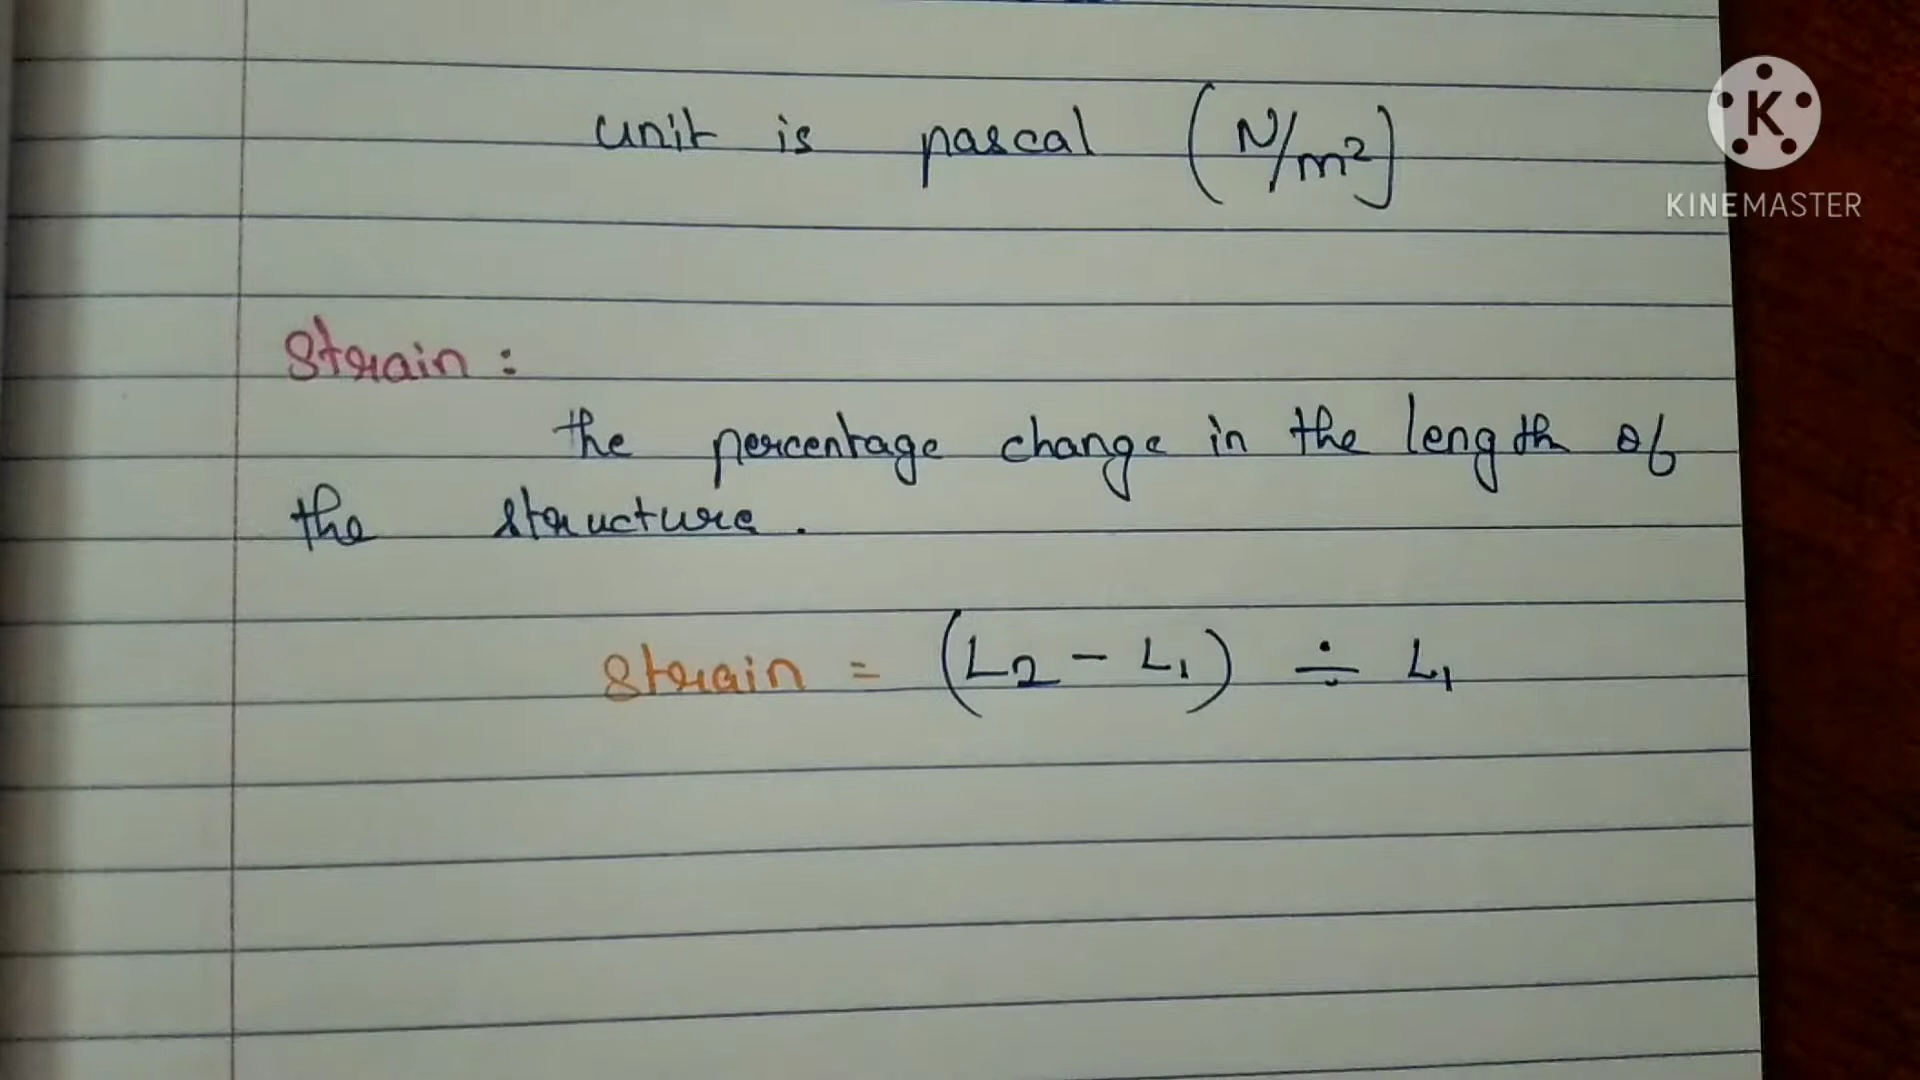 unit is pascal (N/m²)
K
KINEMASTER
Strain :
the percentage change in the length of
the structure.
Strain = (L2 - L1) ÷ L1